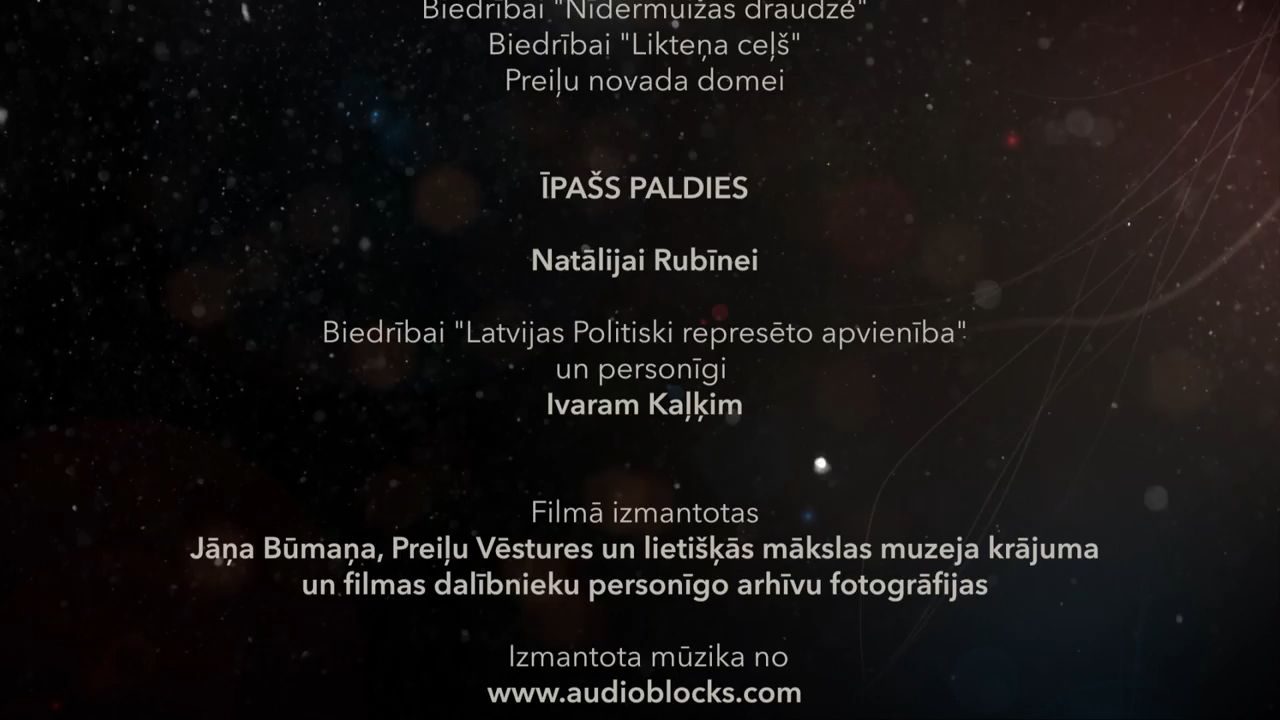 Biedrībai "Nīdermuižas draudze"
Biedrībai "Likteņa ceļš"
Preiļu novada domei
ĪPAŠS PALDIES
Natālijai Rubīnei
Biedrībai "Latvijas Politiski represēto apvienība"
un personīgi
Ivaram Kaļķim
Filmā izmantotas
Jāņa Būmaņa, Preiļu Vēstures un lietišķās mākslas muzeja krājuma
un filmas dalībnieku personīgo arhīvu fotogrāfijas
Izmantota mūzika no
www.audioblocks.com